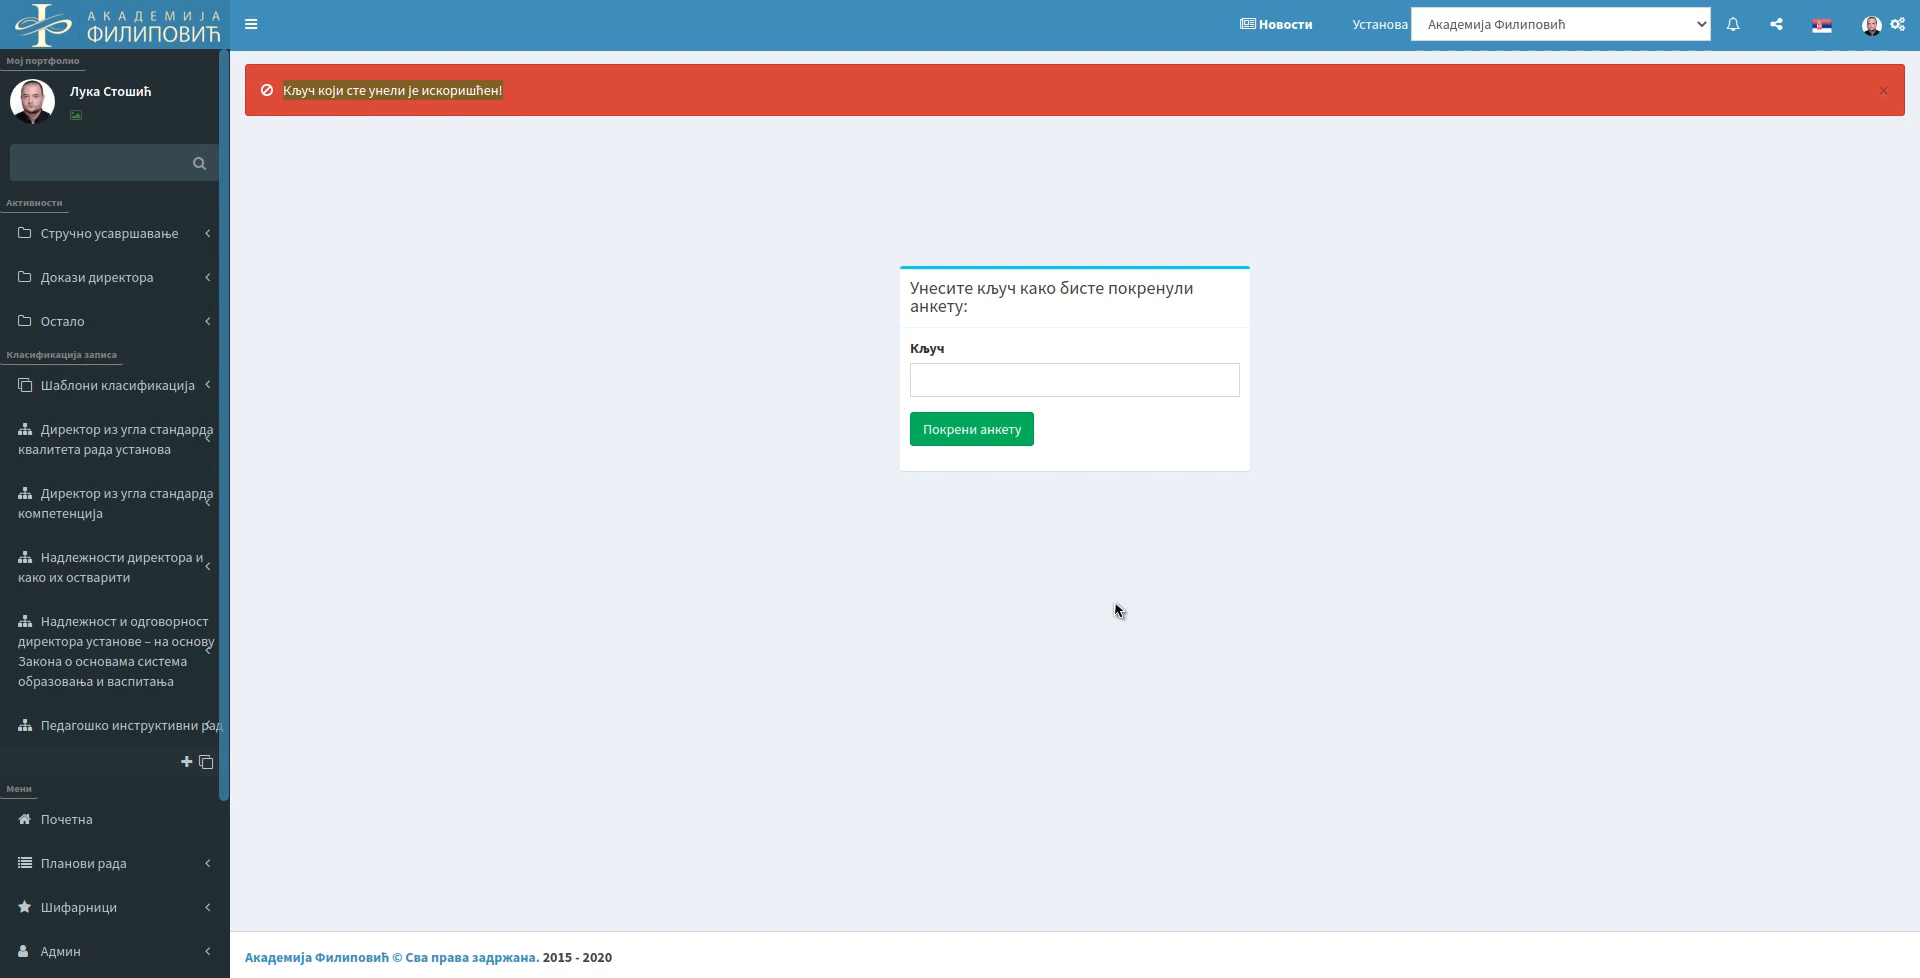 АКАДЕМИЈА
ФИЛИПОВИЋ
Новости
Установа
Академија Филиповић
Мој портфолио
Лука Стошић
Кључ који сте унели је искоришћен!
×
Активности
Стручно усавршавање
Докази директора
Остало
Класификација записа
Шаблони класификација
Директор из угла стандарда
квалитета рада установа
Директор из угла стандарда
компетенција
Надлежности директора и
како их остварити
Надлежност и одговорност
директора установе – на основу
Закона о основама система
образовања и васпитања
Педагошко инструктивни рад
Мени
Почетна
Планови рада
Шифарници
Админ
Унесите кључ како бисте покренули
анкету:
Кључ
Покрени анкету
Академија Филиповић © Сва права задржана. 2015 - 2020